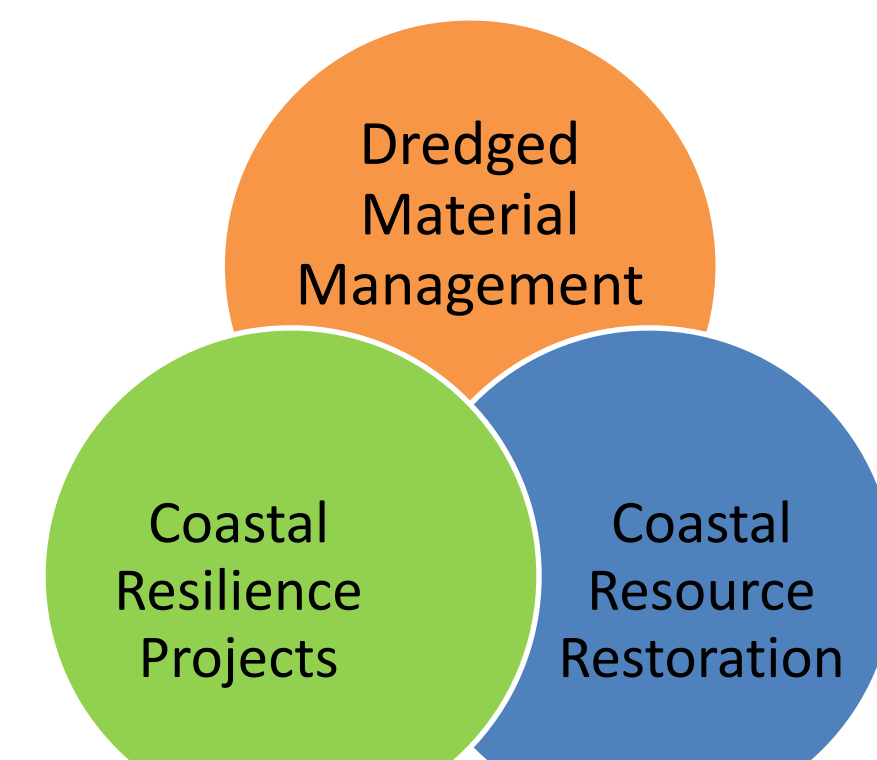 Dredged
Material
Management
Coastal
Resilience
Projects
Coastal
Resource
Restoration